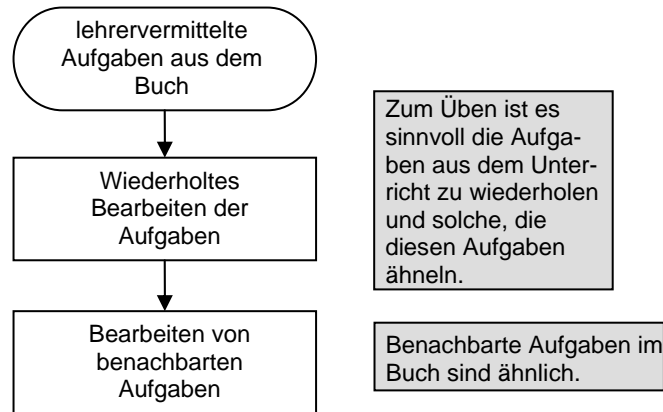 lehrervermittelte
Aufgaben aus dem
Buch
Wiederholtes
Bearbeiten der
Aufgaben
Bearbeiten von
benachbarten
Aufgaben
Zum Üben ist es
sinnvoll die Aufga-
ben aus dem Unter-
richt zu wiederholen
und solche, die
diesen Aufgaben
ähneln.
Benachbarte Aufgaben im
Buch sind ähnlich.